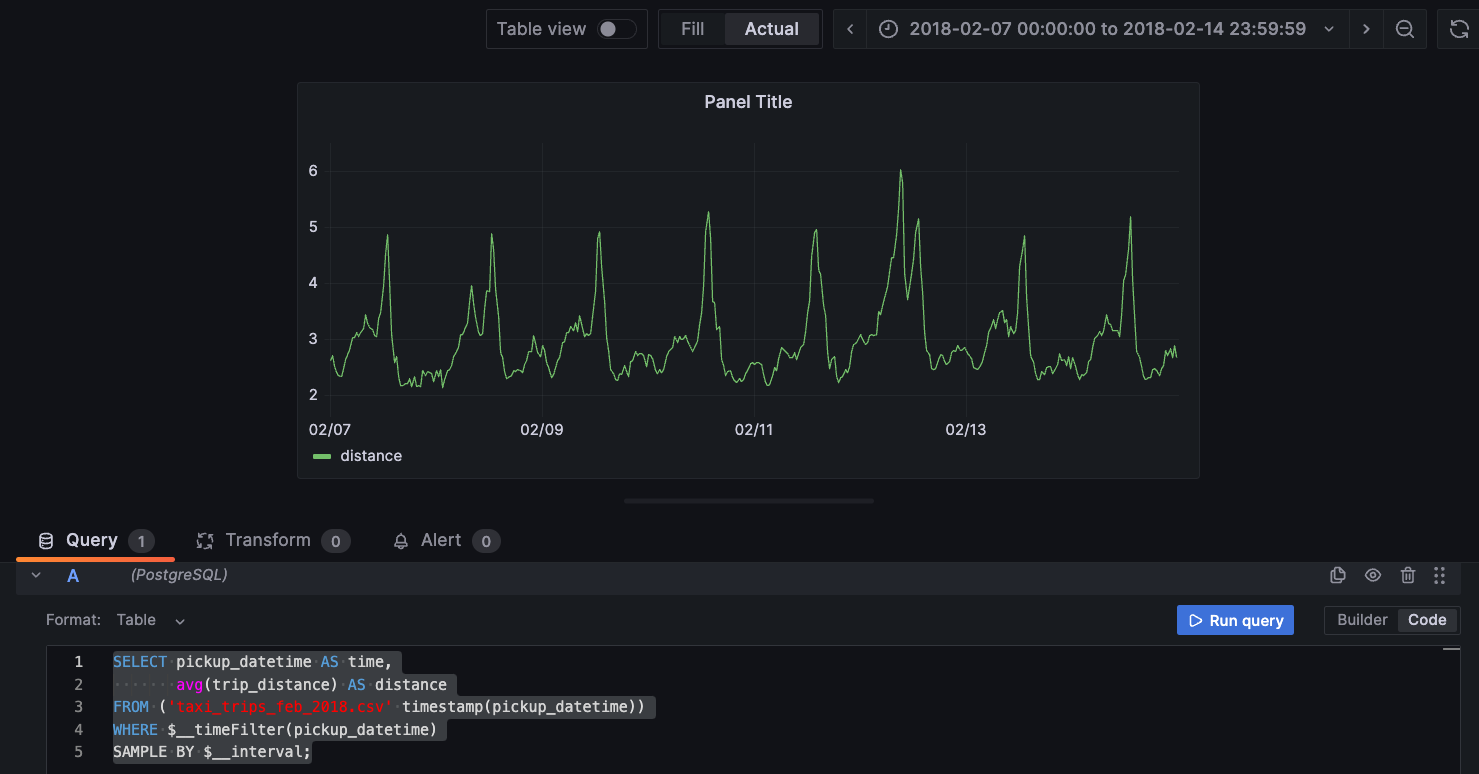 Table view Fill Actual 2018-02-07 00:00:00 to 2018-02-14 23:59:59
Panel Title
6
5
4
3
2
02/07 02/09 02/11 02/13
distance
Query 1 Transform 0 Alert 0
A (PostgreSQL)
Format: Table Run query Builder Code
1 SELECT pickup_datetime AS time,
2 avg(trip_distance) AS distance
3 FROM ('taxi_trips_feb_2018.csv' timestamp(pickup_datetime))
4 WHERE $__timeFilter(pickup_datetime)
5 SAMPLE BY $__interval;